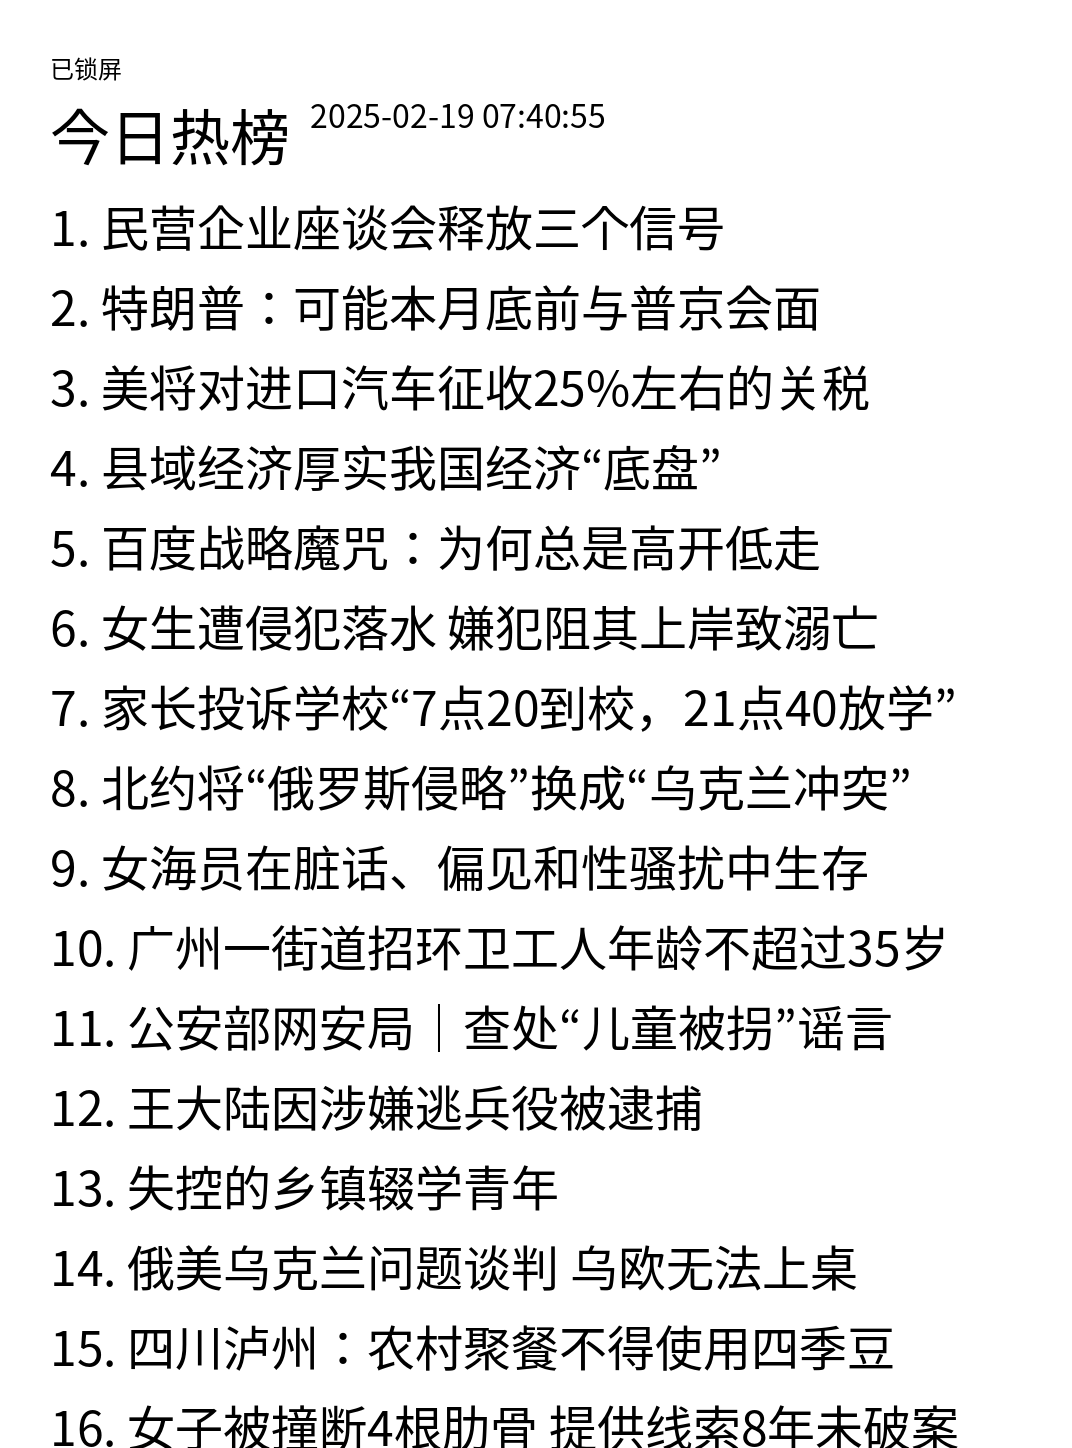 已锁屏
今日热榜 2025-02-19 07:40:55
1. 民营企业座谈会释放三个信号
2. 特朗普：可能本月底前与普京会面
3. 美将对进口汽车征收25%左右的关税
4. 县域经济厚实我国经济“底盘”
5. 百度战略魔咒：为何总是高开低走
6. 女生遭侵犯落水 嫌犯阻其上岸致溺亡
7. 家长投诉学校“7点20到校，21点40放学”
8. 北约将“俄罗斯侵略”换成“乌克兰冲突”
9. 女海员在脏话、偏见和性骚扰中生存
10. 广州一街道招环卫工人年龄不超过35岁
11. 公安部网安局｜查处“儿童被拐”谣言
12. 王大陆因涉嫌逃兵役被逮捕
13. 失控的乡镇辍学青年
14. 俄美乌克兰问题谈判 乌欧无法上桌
15. 四川泸州：农村聚餐不得使用四季豆
16. 女子被撞断4根肋骨 提供线索8年未破案